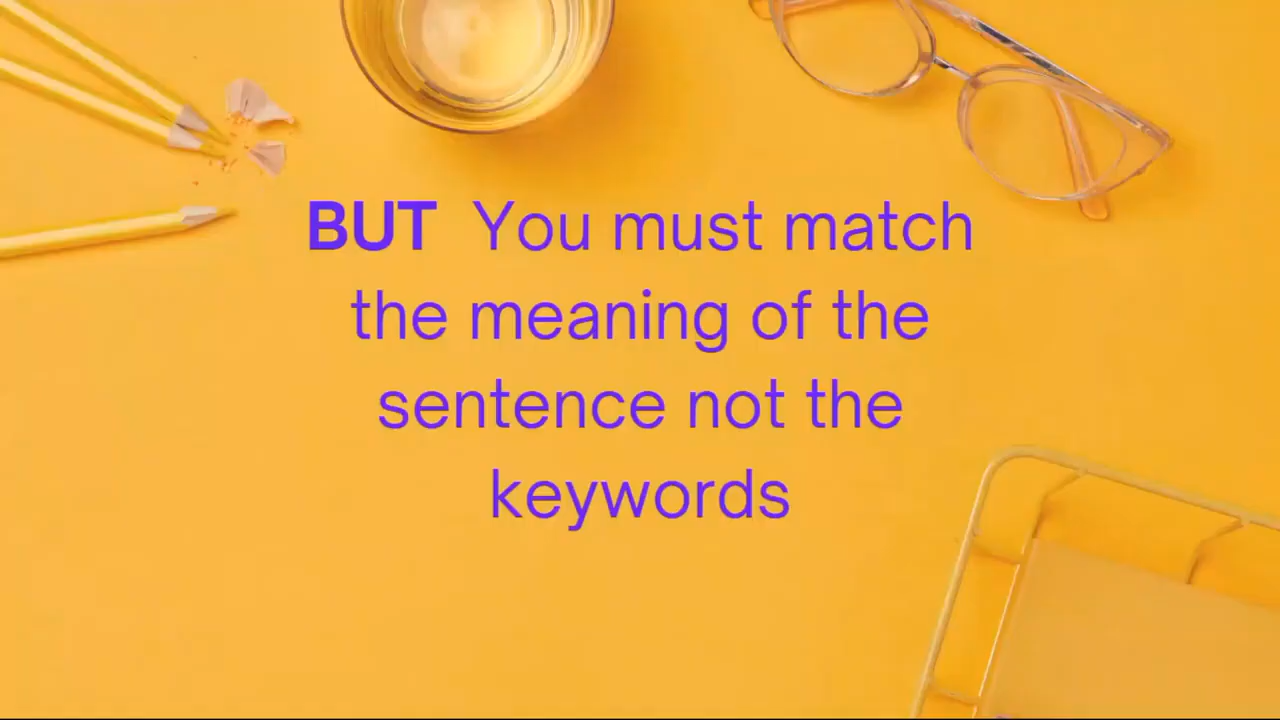 BUT You must match
the meaning of the
sentence not the
keywords